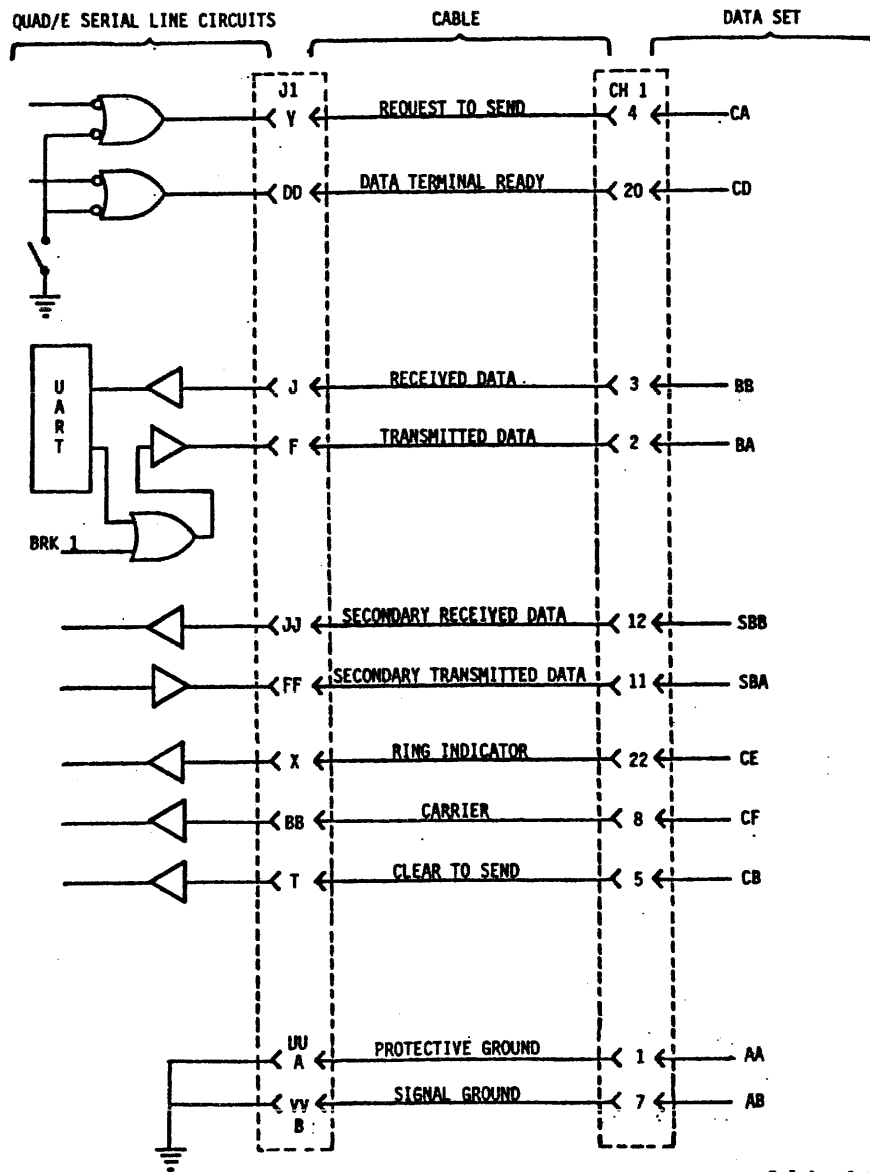 QUAD/E SERIAL LINE CIRCUITS CABLE DATA SET
J1 CH 1
Y REQUEST TO SEND 4 CA
DD DATA TERMINAL READY 20 CD
UART
J RECEIVED DATA 3 BB
F TRANSMITTED DATA 2 BA
BRK 1
JJ SECONDARY RECEIVED DATA 12 SBB
FF SECONDARY TRANSMITTED DATA 11 SBA
X RING INDICATOR 22 CE
BB CARRIER 8 CF
T CLEAR TO SEND 5 CB
UU
A PROTECTIVE GROUND 1 AA
VV SIGNAL GROUND 7 AB
B